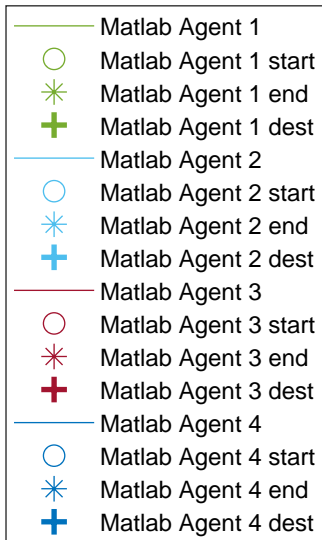 Matlab Agent 1
Matlab Agent 1 start
Matlab Agent 1 end
Matlab Agent 1 dest
Matlab Agent 2
Matlab Agent 2 start
Matlab Agent 2 end
Matlab Agent 2 dest
Matlab Agent 3
Matlab Agent 3 start
Matlab Agent 3 end
Matlab Agent 3 dest
Matlab Agent 4
Matlab Agent 4 start
Matlab Agent 4 end
Matlab Agent 4 dest